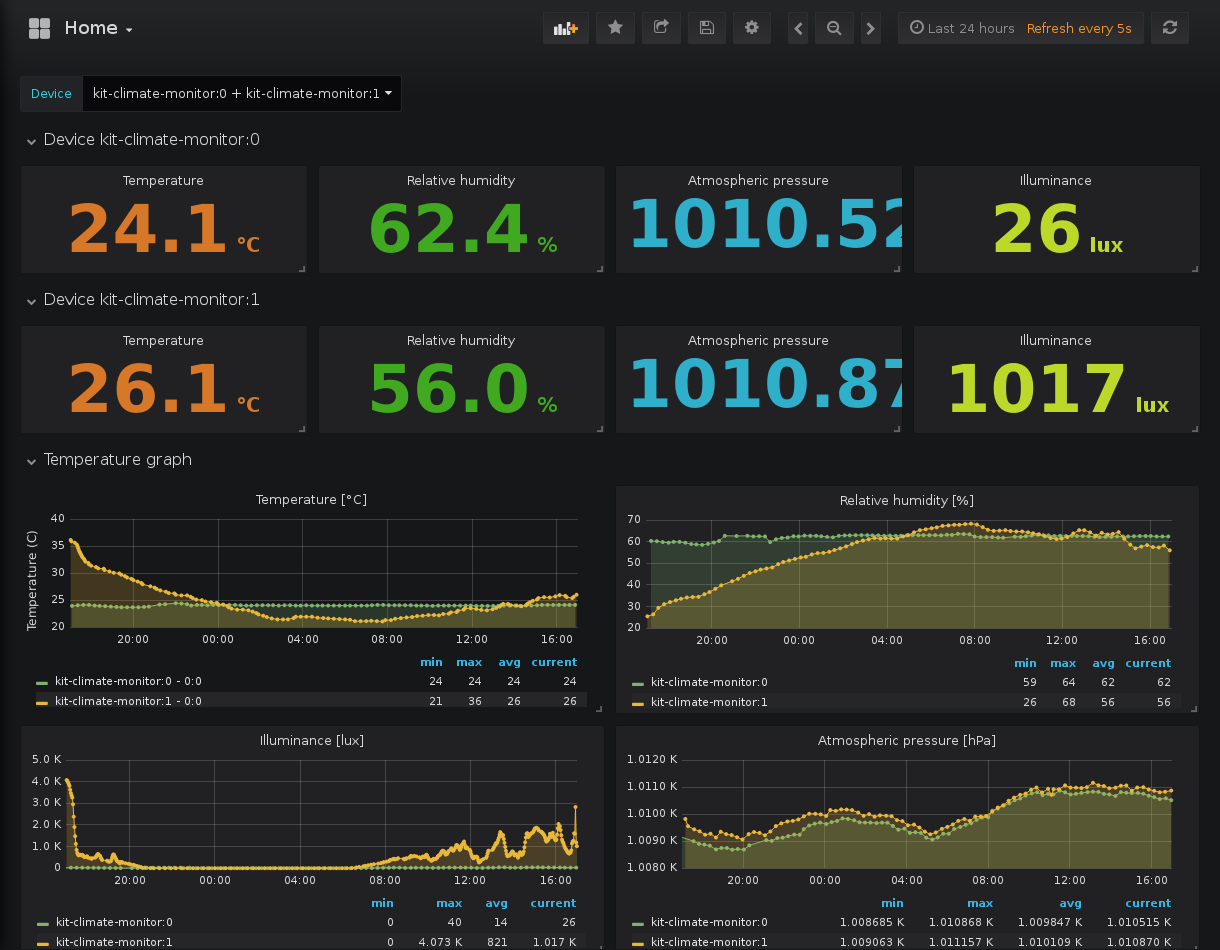 Home
Last 24 hours Refresh every 5s
Device kit-climate-monitor:0 + kit-climate-monitor:1
Device kit-climate-monitor:0
Temperature Relative humidity Atmospheric pressure Illuminance
24.1 °C 62.4 % 1010.52 26 lux
Device kit-climate-monitor:1
Temperature Relative humidity Atmospheric pressure Illuminance
26.1 °C 56.0 % 1010.87 1017 lux
Temperature graph
Temperature [°C]
Temperature (C)
40
35
30
25
20
20:00 00:00 04:00 08:00 12:00 16:00
min max avg current
kit-climate-monitor:0 - 0:0 24 24 24 24
kit-climate-monitor:1 - 0:0 21 36 26 26
Relative humidity [%]
70
60
50
40
30
20
20:00 00:00 04:00 08:00 12:00 16:00
min max avg current
kit-climate-monitor:0 59 64 62 62
kit-climate-monitor:1 26 68 56 56
Illuminance [lux]
5.0 K
4.0 K
3.0 K
2.0 K
1.0 K
0
20:00 00:00 04:00 08:00 12:00 16:00
min max avg current
kit-climate-monitor:0 0 40 14 26
kit-climate-monitor:1 0 4.073 K 821 1.017 K
Atmospheric pressure [hPa]
1.0120 K
1.0110 K
1.0100 K
1.0090 K
1.0080 K
20:00 00:00 04:00 08:00 12:00 16:00
min max avg current
kit-climate-monitor:0 1.008685 K 1.010868 K 1.009847 K 1.010515 K
kit-climate-monitor:1 1.009063 K 1.011157 K 1.010109 K 1.010870 K